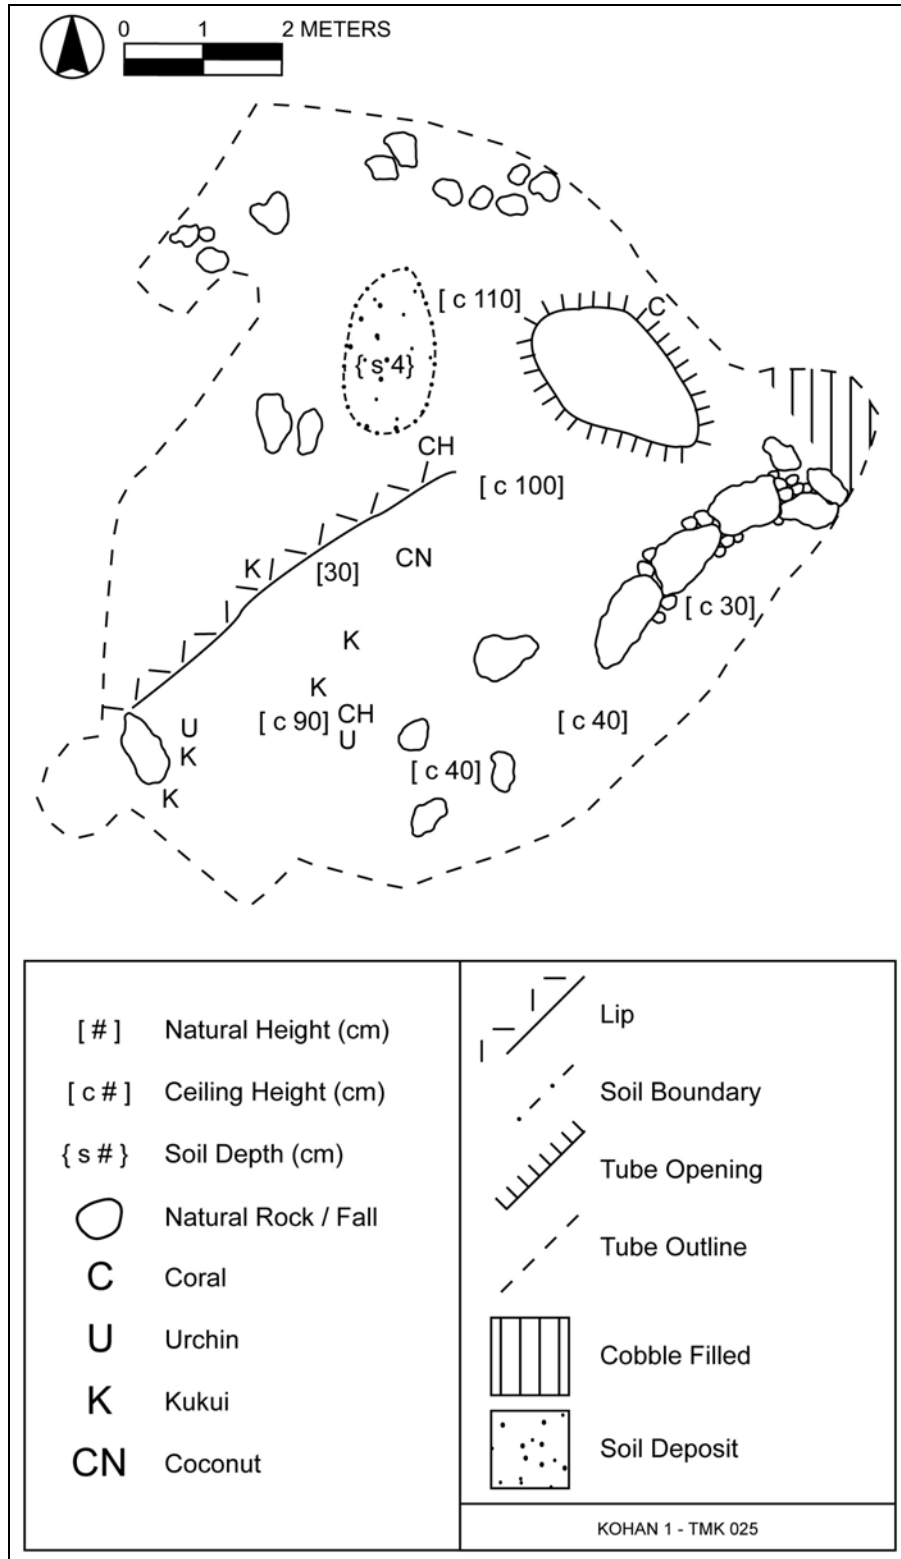 0 1 2 METERS
[ c 110]
C
{ s 4}
CH
[ c 100]
K
[30]
CN
[ c 30]
K
K
[ c 90]
CH
U
[ c 40]
U
K
[ c 40]
K
[ # ] Natural Height (cm)
[ c # ] Ceiling Height (cm)
{ s # } Soil Depth (cm)
Natural Rock / Fall
C Coral
U Urchin
K Kukui
CN Coconut
Lip
Soil Boundary
Tube Opening
Tube Outline
Cobble Filled
Soil Deposit
KOHAN 1 - TMK 025